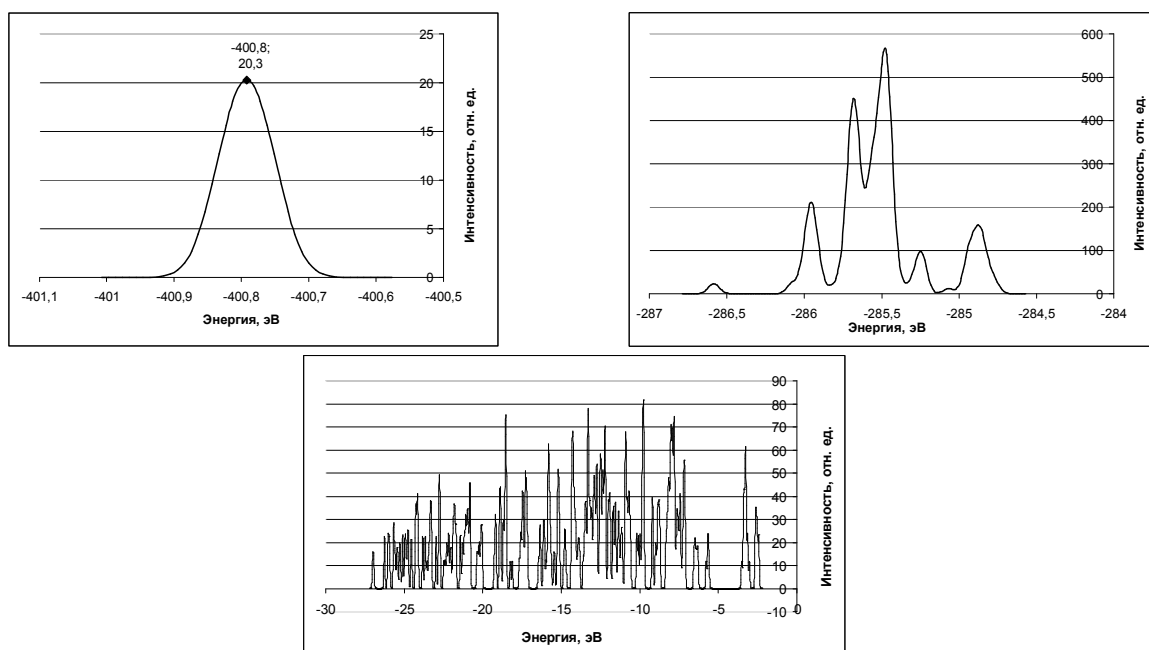 -400,8;
20,3
25
20
15
10
5
0
-401,1 -401 -400,9 -400,8 -400,7 -400,6 -400,5
Энергия, эВ
Интенсивность, отн. ед.
600
500
400
300
200
100
0
-287 -286,5 -286 -285,5 -285 -284,5 -284
Энергия, эВ
Интенсивность, отн. ед.
90
80
70
60
50
40
30
20
10
0
-10
-30 -25 -20 -15 -10 -5 0
Энергия, эВ
Интенсивность, отн. ед.